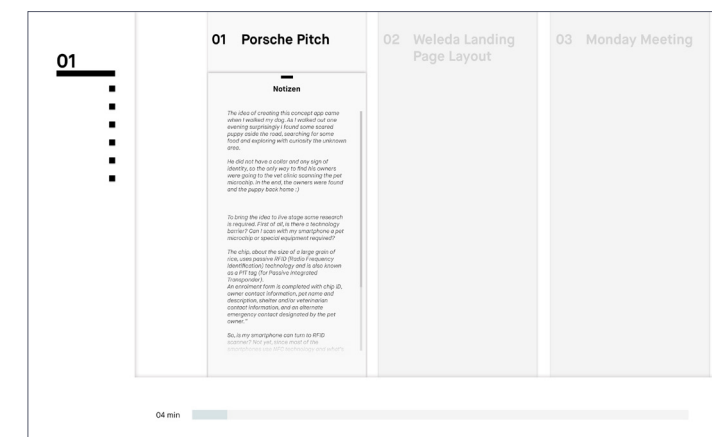 01
01 Porsche Pitch
Notizen
The idea of creating this concept app came
when I walked my dog. As I walked out one
evening surprisingly I found some scared
puppy aside the road, searching for some
food and exploring with curiosity the unknown
area.
He did not have a collar and any sign of
identity, so the only way to find his owners
were going to the vet clinic scanning the pet
microchip. In the end, the owners were found
and the puppy back home :)
To bring the idea to live stage some research
is required. First of all, is there a technology
barrier? Can I scan with my smartphone a pet
microchip or special equipment required?
The chip, about the size of a large grain of
rice, uses passive RFID (Radio Frequency
Identification) technology and is also known
as a PIT tag (for Passive Integrated
Transponder).
An enrolment form is completed with chip ID,
owner contact information, pet name and
description, shelter and/or veterinarian
contact information, and an alternate
emergency contact designated by the pet
owner."
So, is my smartphone can turn to RFID
scanner? Not yet, since most of the
smartphones use NFC technology and what's
02 Weleda Landing
Page Layout
03 Monday Meeting
04 min